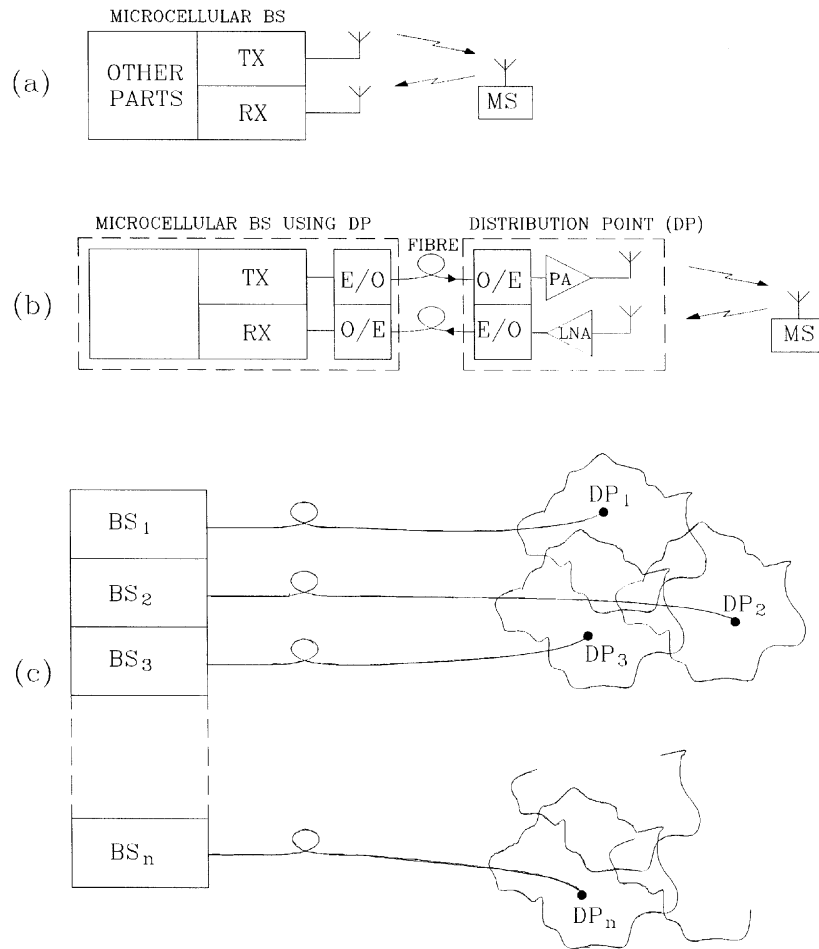 MICROCELLULAR BS
(a)
OTHER PARTS
TX
RX
MS
MICROCELLULAR BS USING DP
FIBRE
DISTRIBUTION POINT (DP)
(b)
TX
E/O
O/E
PA
RX
O/E
E/O
LNA
MS
(c)
BS1
DP1
BS2
DP2
BS3
DP3
BSn
DPn